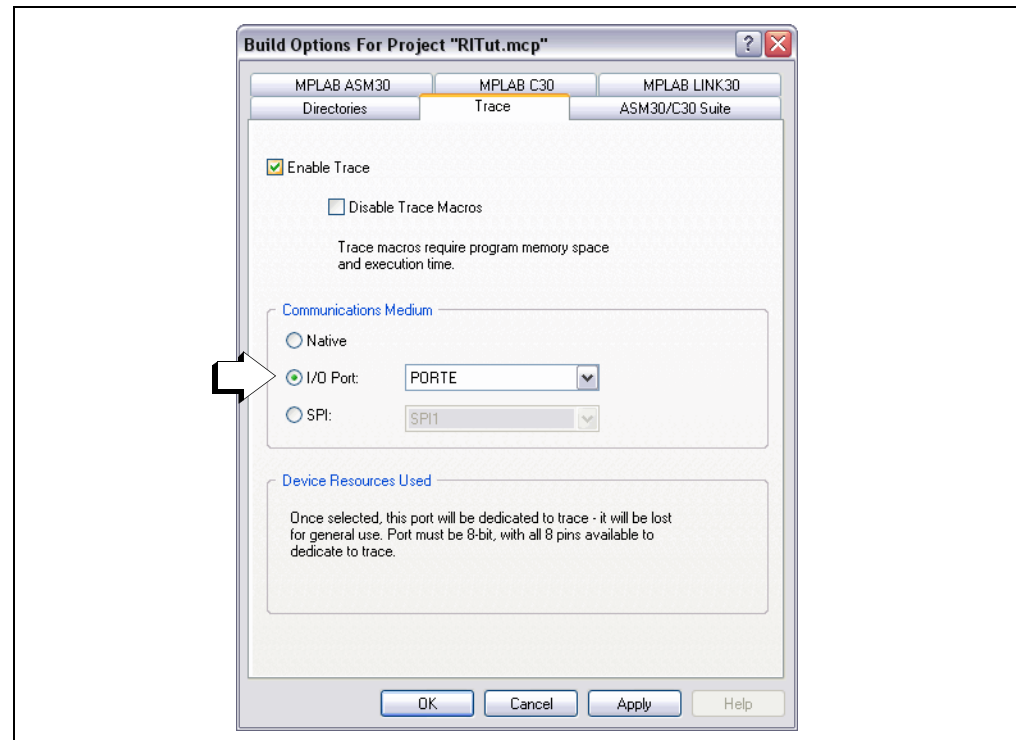 Build Options For Project "RITut.mcp"
MPLAB ASM30 MPLAB C30 MPLAB LINK30
Directories Trace ASM30/C30 Suite
Enable Trace
Disable Trace Macros
Trace macros require program memory space
and execution time.
Communications Medium
Native
I/O Port: PORTE
SPI: SPI1
Device Resources Used
Once selected, this port will be dedicated to trace - it will be lost
for general use. Port must be 8-bit, with all 8 pins available to
dedicate to trace.
OK Cancel Apply Help